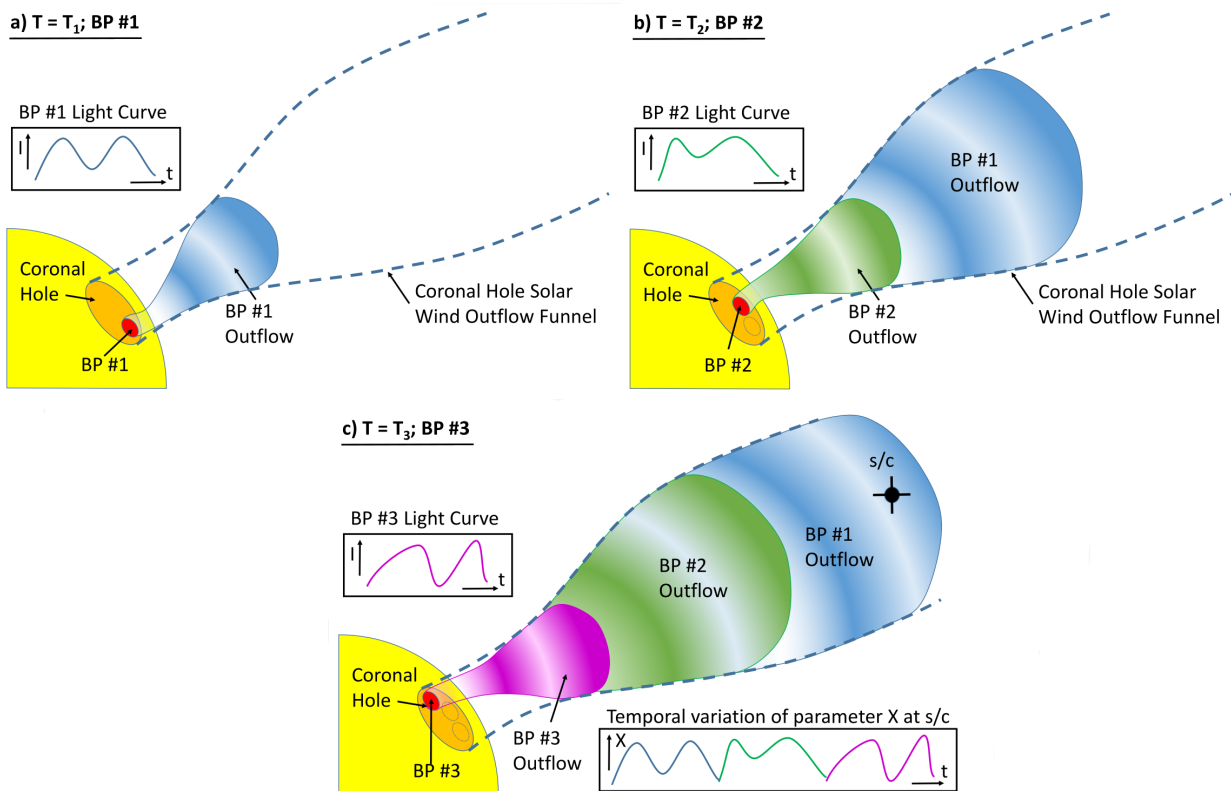 a) T = T₁; BP #1
BP #1 Light Curve
I
t
Coronal
Hole
BP #1
BP #1
Outflow
Coronal Hole Solar
Wind Outflow Funnel
b) T = T₂; BP #2
BP #2 Light Curve
I
t
BP #1
Outflow
Coronal
Hole
BP #2
BP #2
Outflow
Coronal Hole Solar
Wind Outflow Funnel
c) T = T₃; BP #3
s/c
BP #3 Light Curve
I
t
BP #1
Outflow
BP #2
Outflow
Coronal
Hole
BP #3
BP #3
Outflow
Temporal variation of parameter X at s/c
X
t